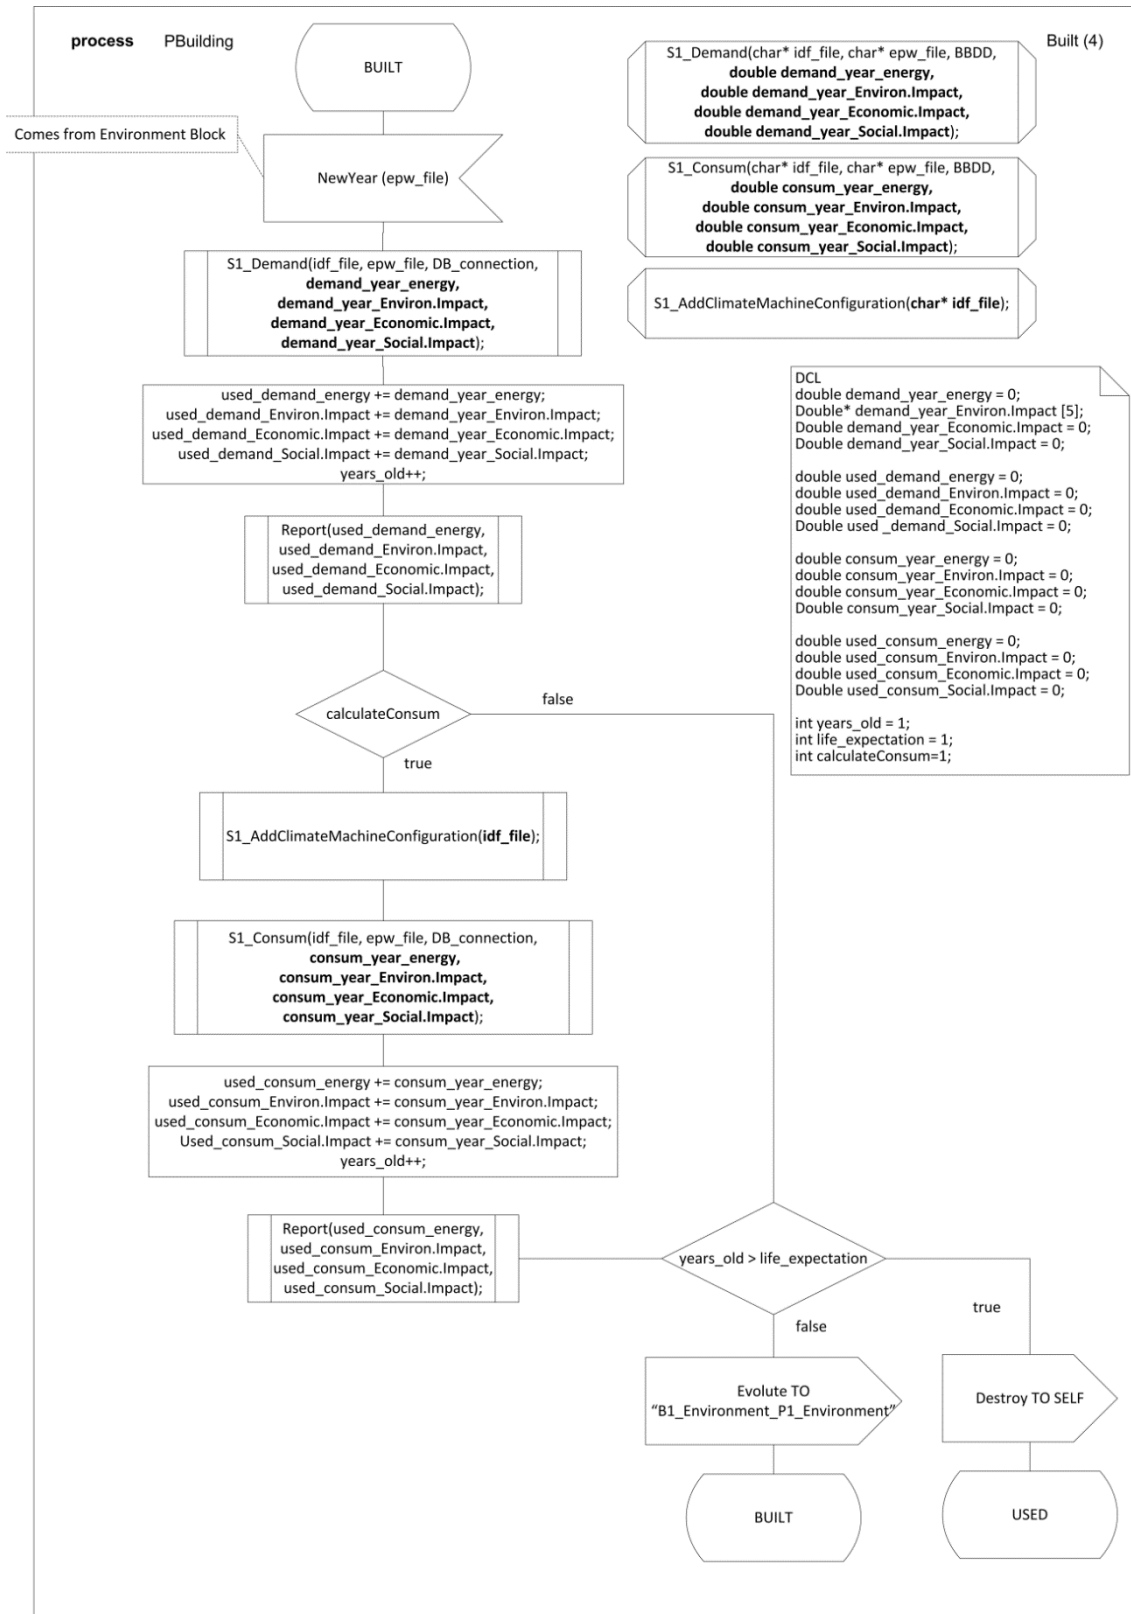 process PBuilding
Built (4)
BUILT
Comes from Environment Block
NewYear (epw_file)
S1_Demand(idf_file, epw_file, DB_connection,
demand_year_energy,
demand_year_Environ.Impact,
demand_year_Economic.Impact,
demand_year_Social.Impact);
used_demand_energy += demand_year_energy;
used_demand_Environ.Impact += demand_year_Environ.Impact;
used_demand_Economic.Impact += demand_year_Economic.Impact;
used_demand_Social.Impact += demand_year_Social.Impact;
years_old++;
Report(used_demand_energy,
used_demand_Environ.Impact,
used_demand_Economic.Impact,
used_demand_Social.Impact);
calculateConsum
false
true
S1_AddClimateMachineConfiguration(idf_file);
S1_Consum(idf_file, epw_file, DB_connection,
consum_year_energy,
consum_year_Environ.Impact,
consum_year_Economic.Impact,
consum_year_Social.Impact);
used_consum_energy += consum_year_energy;
used_consum_Environ.Impact += consum_year_Environ.Impact;
used_consum_Economic.Impact += consum_year_Economic.Impact;
Used_consum_Social.Impact += consum_year_Social.Impact;
years_old++;
Report(used_consum_energy,
used_consum_Environ.Impact,
used_consum_Economic.Impact,
used_consum_Social.Impact);
years_old > life_expectation
true
false
Evolute TO
“B1_Environment_P1_Environment”
Destroy TO SELF
BUILT
USED
S1_Demand(char* idf_file, char* epw_file, BBDD,
double demand_year_energy,
double demand_year_Environ.Impact,
double demand_year_Economic.Impact,
double demand_year_Social.Impact);
S1_Consum(char* idf_file, char* epw_file, BBDD,
double consum_year_energy,
double consum_year_Environ.Impact,
double consum_year_Economic.Impact,
double consum_year_Social.Impact);
S1_AddClimateMachineConfiguration(char* idf_file);
DCL
double demand_year_energy = 0;
Double* demand_year_Environ.Impact [5];
Double demand_year_Economic.Impact = 0;
Double demand_year_Social.Impact = 0;
double used_demand_energy = 0;
double used_demand_Environ.Impact = 0;
double used_demand_Economic.Impact = 0;
Double used _demand_Social.Impact = 0;
double consum_year_energy = 0;
double consum_year_Environ.Impact = 0;
double consum_year_Economic.Impact = 0;
Double consum_year_Social.Impact = 0;
double used_consum_energy = 0;
double used_consum_Environ.Impact = 0;
double used_consum_Economic.Impact = 0;
Double used_consum_Social.Impact = 0;
int years_old = 1;
int life_expectation = 1;
int calculateConsum=1;